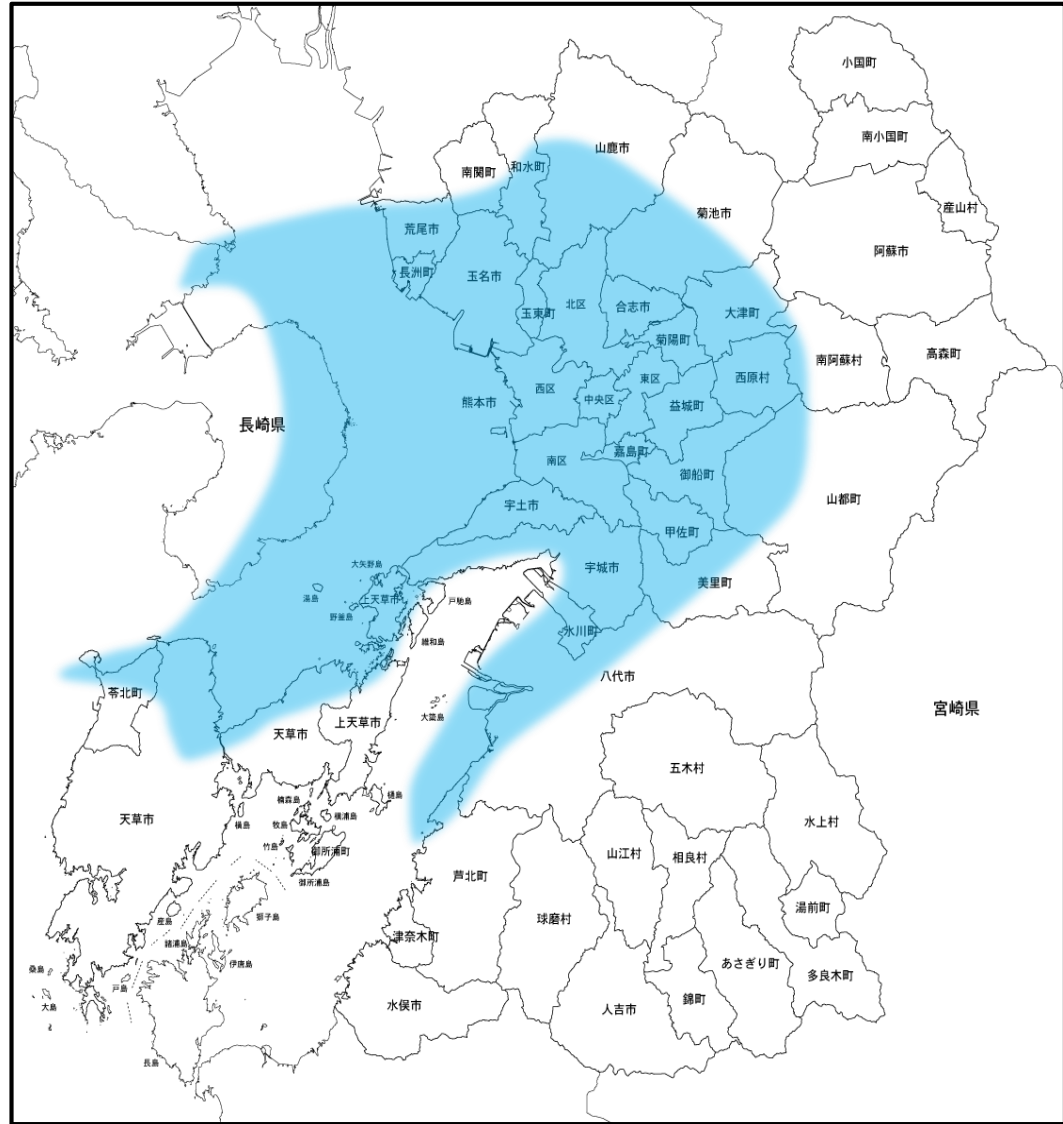 小国町
南小国町
山鹿市
和水町
南関町
産山村
菊池市
荒尾市
阿蘇市
長洲町
玉名市
北区
合志市
大津町
玉東町
菊陽町
南阿蘇村
高森町
東区
西原村
西区
中央区
熊本市
益城町
長崎県
嘉島町
南区
御船町
山都町
宇土市
甲佐町
大矢野島
宇城市
美里町
湯島
上天草市
戸馳島
野釜島
氷川町
維和島
八代市
苓北町
宮崎県
大築島
上天草市
天草市
五木村
樋島
楠森島
天草市
横島
牧島
横浦島
水上村
竹島
御所浦町
山江村
相良村
御所浦島
芦北町
湯前町
産島
獅子島
球磨村
津奈木町
諸浦島
伊唐島
あさぎり町
桑島
多良木町
戸島
大島
水俣市
人吉市
錦町
長島